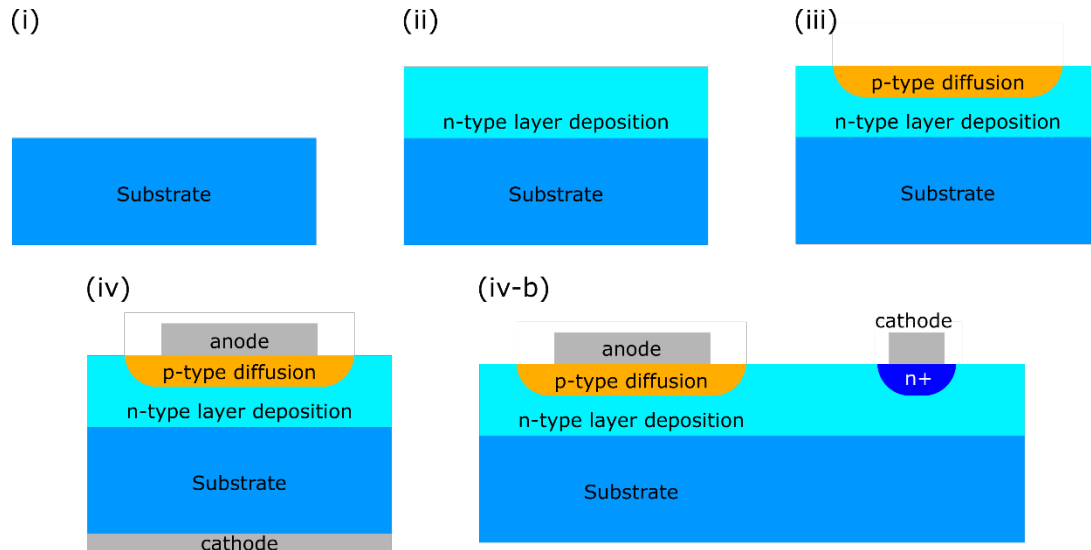 (i)
Substrate
(ii)
n-type layer deposition
Substrate
(iii)
p-type diffusion
n-type layer deposition
Substrate
(iv)
anode
p-type diffusion
n-type layer deposition
Substrate
cathode
(iv-b)
cathode
anode
p-type diffusion
n+
n-type layer deposition
Substrate